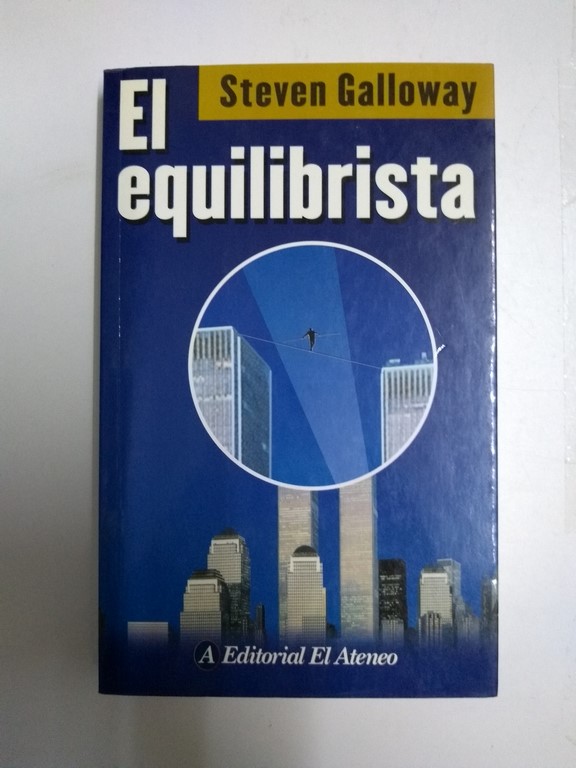 Steven Galloway
El
equilibrista
A Editorial El Ateneo